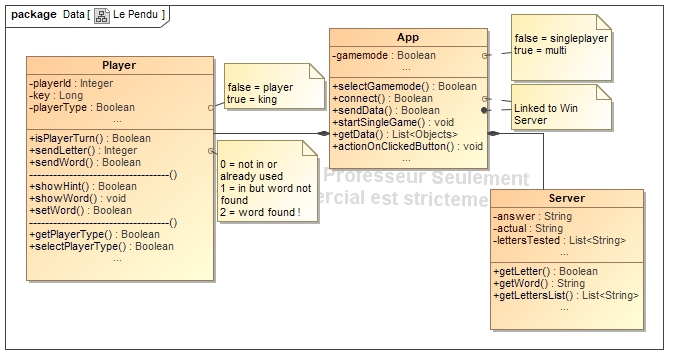 package Data [ Le Pendu ]
Player
-playerId : Integer
-key : Long
-playerType : Boolean
...
+isPlayerTurn() : Boolean
+sendLetter() : Integer
+sendWord() : Boolean
-----------------------------------()
+showHint() : Boolean
+showWord() : void
+setWord() : Boolean
-----------------------------------()
+getPlayerType() : Boolean
+selectPlayerType() : Boolean
...
false = player
true = king
0 = not in or
already used
1 = in but word not
found
2 = word found !
App
-gamemode : Boolean
...
+selectGamemode() : Boolean
+connect() : Boolean
+sendData() : Boolean
+startSingleGame() : void
+getData() : List<Objects>
+actionOnClickedButton() : void
...
false = singleplayer
true = multi
Linked to Win
Server
Professeur Seulement
ercial est stricteme
Server
-answer : String
-actual : String
-lettersTested : List<String>
...
+getLetter() : Boolean
+getWord() : String
+getLettersList() : List<String>
...